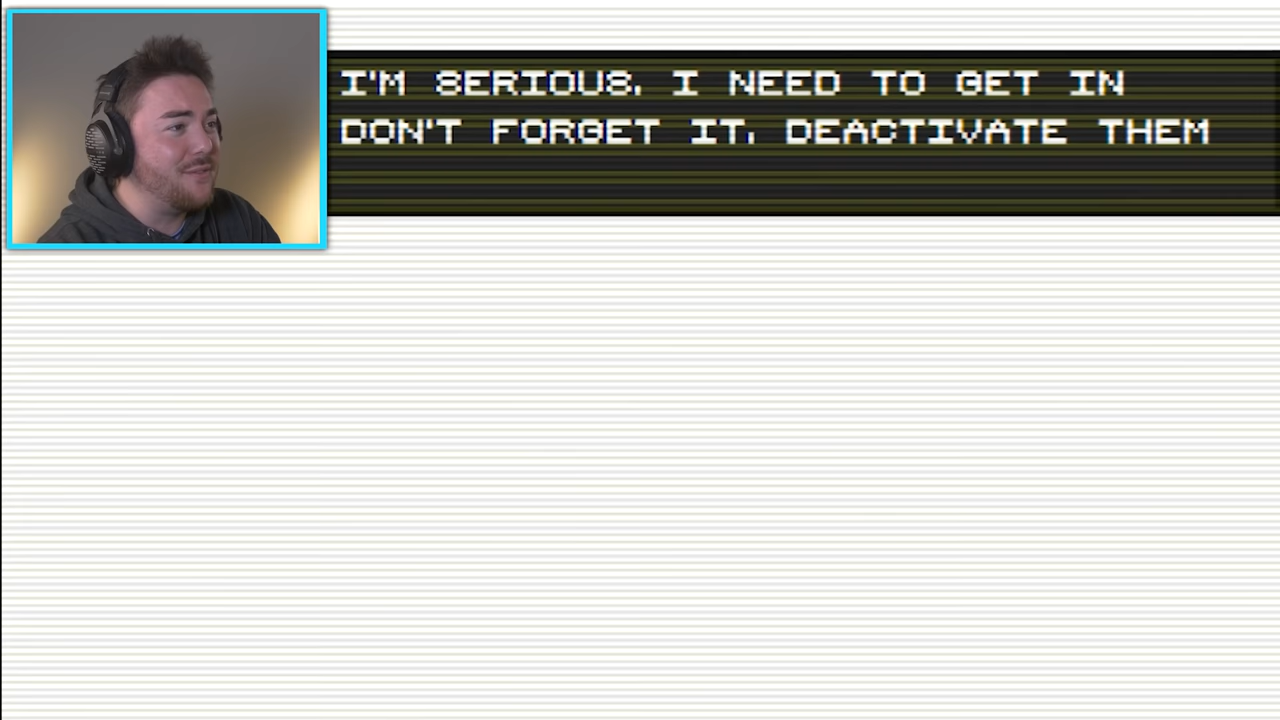 I'M SERIOUS. I NEED TO GET IN
DON'T FORGET IT. DEACTIVATE THEM